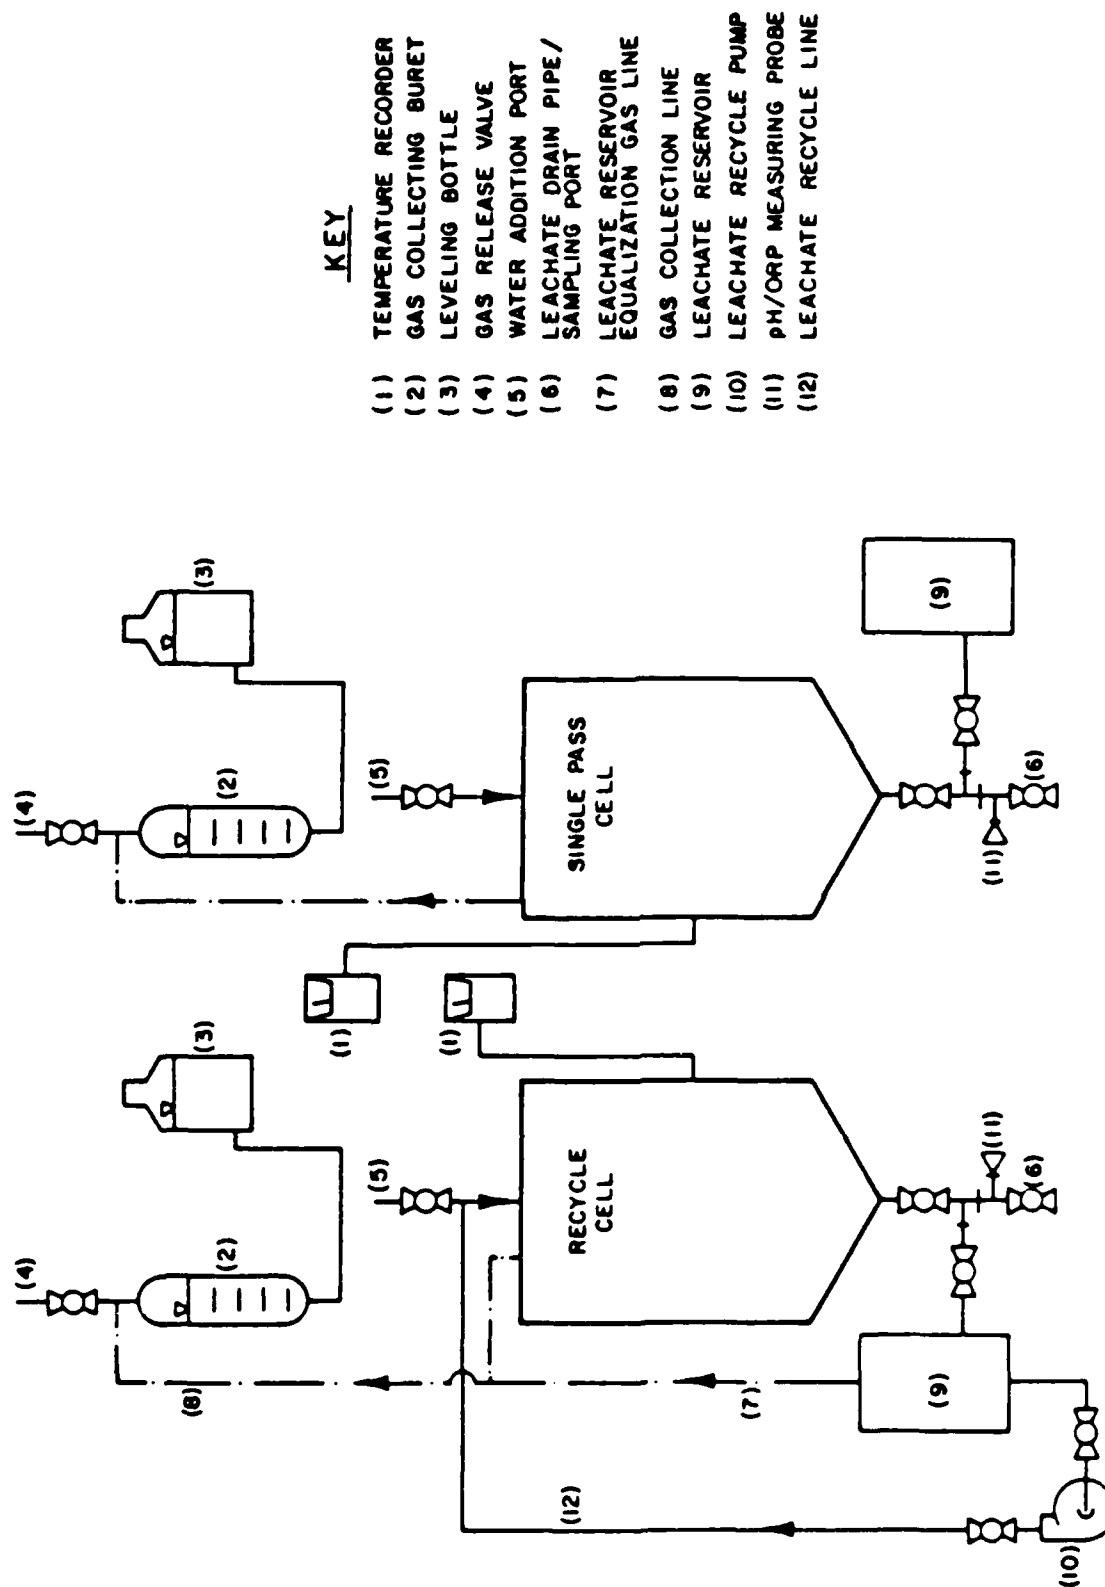 KEY
(1) TEMPERATURE RECORDER
(2) GAS COLLECTING BURET
(3) LEVELING BOTTLE
(4) GAS RELEASE VALVE
(5) WATER ADDITION PORT
(6) LEACHATE DRAIN PIPE/
SAMPLING PORT
(7) LEACHATE RESERVOIR
EQUALIZATION GAS LINE
(8) GAS COLLECTION LINE
(9) LEACHATE RESERVOIR
(10) LEACHATE RECYCLE PUMP
(11) pH/ORP MEASURING PROBE
(12) LEACHATE RECYCLE LINE
(4)
(2)
(3)
(8)
(5)
(1)
RECYCLE
CELL
(7)
(12)
(9)
(11)
(6)
(10)
(4)
(2)
(3)
(1)
(5)
SINGLE PASS
CELL
(9)
(11)
(6)